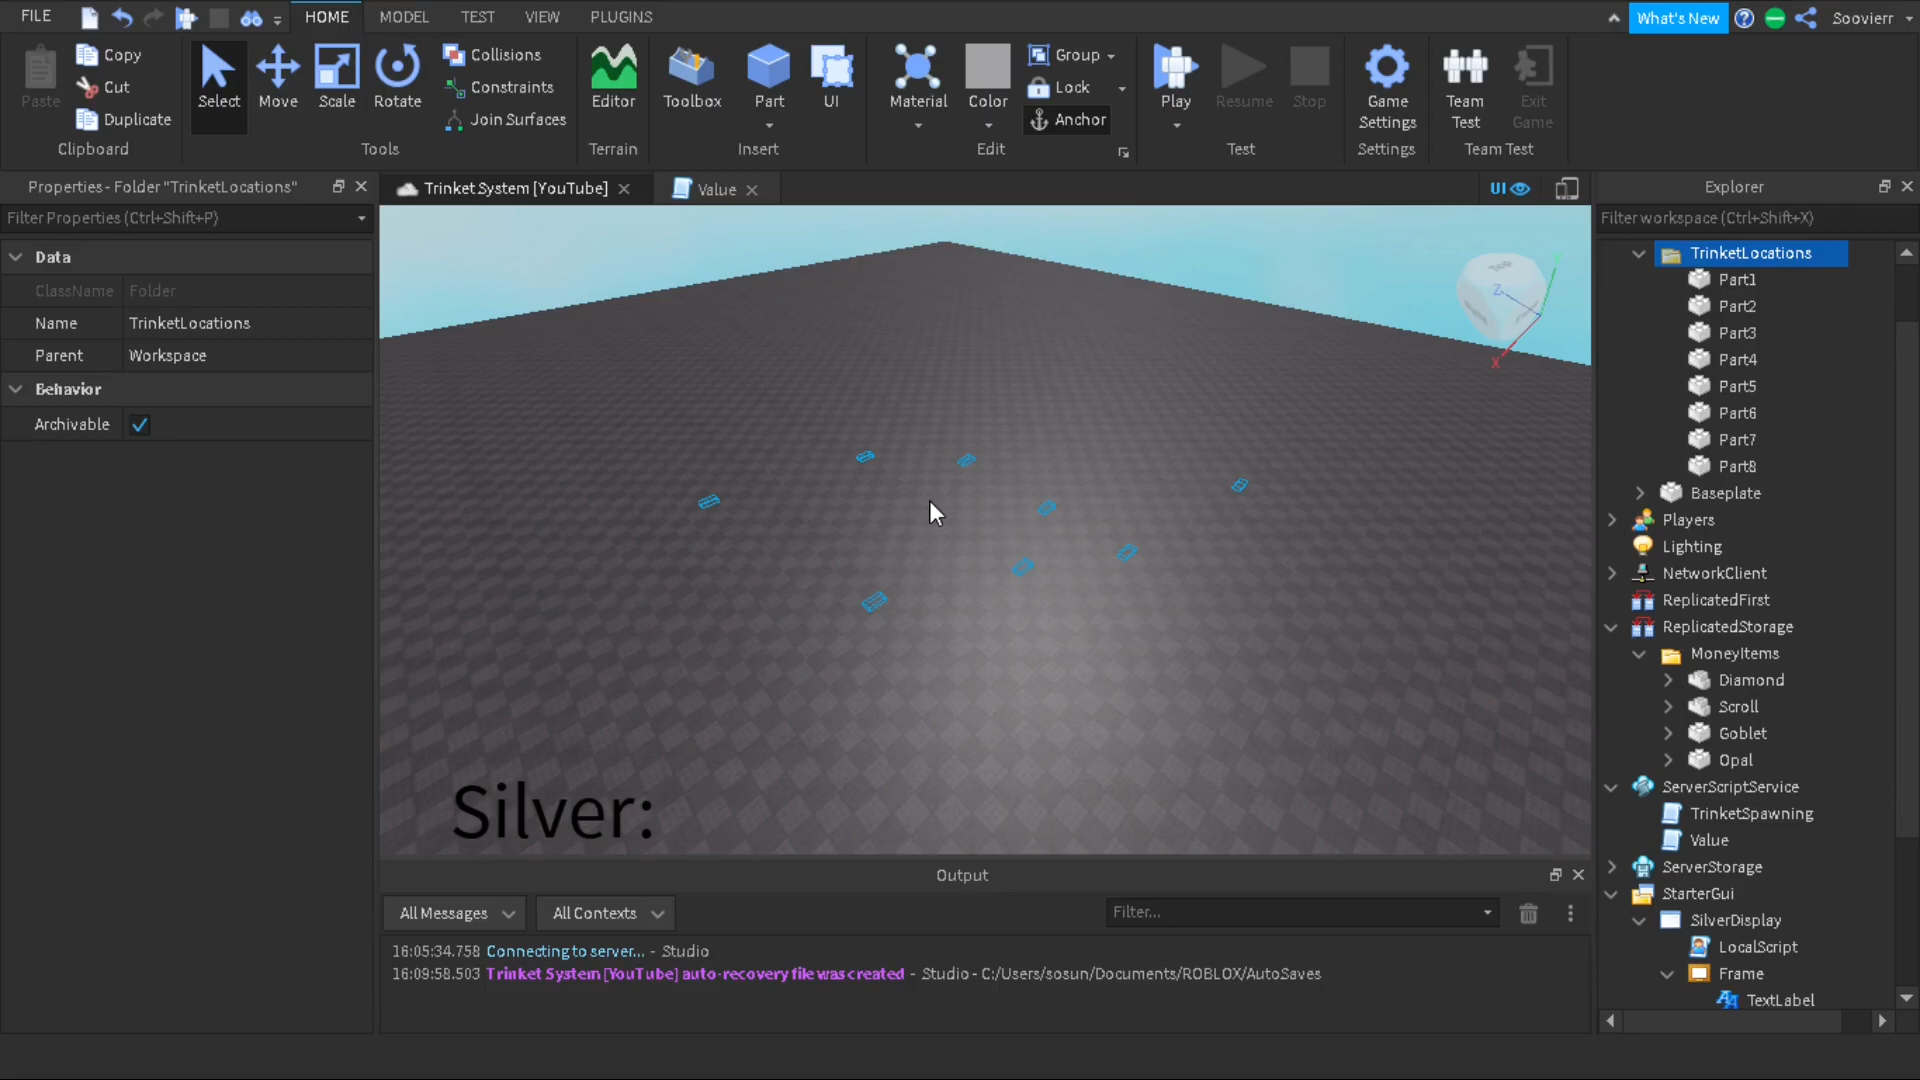 FILE
HOME
MODEL
TEST
VIEW
PLUGINS
What's New
Soovierr
Paste
Copy
Cut
Duplicate
Clipboard
Select
Move
Scale
Rotate
Collisions
Constraints
Join Surfaces
Tools
Editor
Terrain
Toolbox
Part
UI
Insert
Material
Color
Group
Lock
Anchor
Edit
Play
Resume
Stop
Test
Game
Settings
Settings
Team
Test
Exit
Game
Team Test
Properties - Folder "TrinketLocations"
Filter Properties (Ctrl+Shift+P)
Data
ClassName Folder
Name TrinketLocations
Parent Workspace
Behavior
Archivable
Trinket System [YouTube]
Value
UI
TOP
Z
Y
X
Silver:
Output
All Messages
All Contexts
Filter...
16:05:34.758 Connecting to server... - Studio
16:09:58.503 Trinket System [YouTube] auto-recovery file was created - Studio - C:/Users/sosun/Documents/ROBLOX/AutoSaves
Explorer
Filter workspace (Ctrl+Shift+X)
TrinketLocations
Part1
Part2
Part3
Part4
Part5
Part6
Part7
Part8
Baseplate
Players
Lighting
NetworkClient
ReplicatedFirst
ReplicatedStorage
MoneyItems
Diamond
Scroll
Goblet
Opal
ServerScriptService
TrinketSpawning
Value
ServerStorage
StarterGui
SilverDisplay
LocalScript
Frame
TextLabel